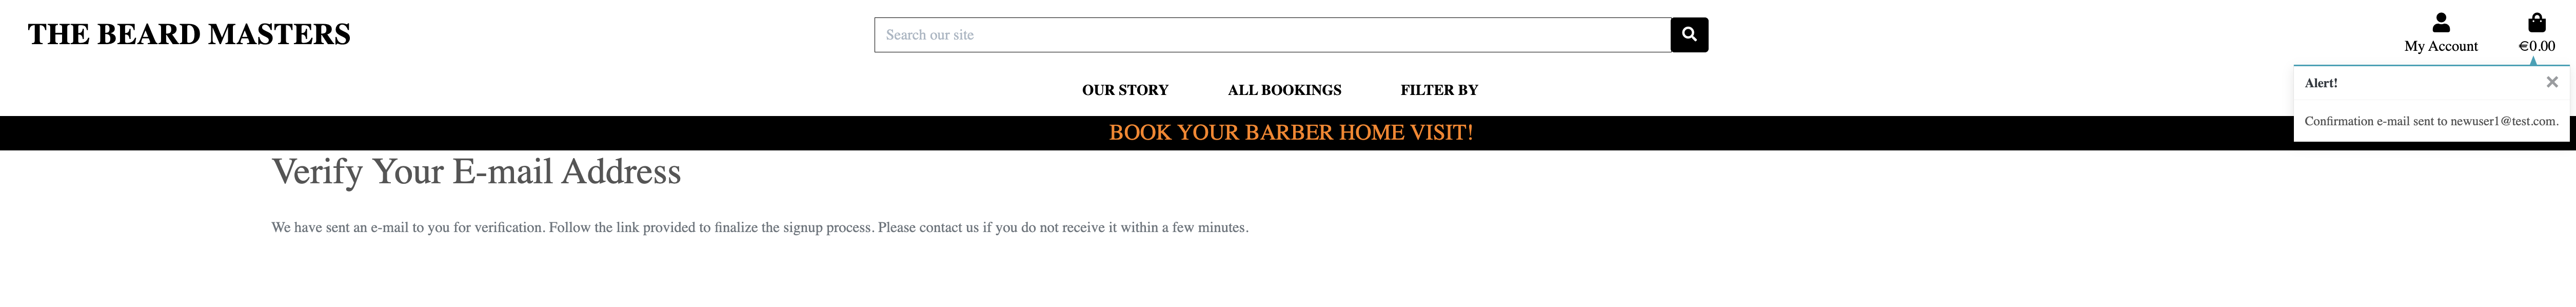 THE BEARD MASTERS
Search our site
My Account
€0.00
OUR STORY
ALL BOOKINGS
FILTER BY
Alert!
Confirmation e-mail sent to newuser1@test.com.
BOOK YOUR BARBER HOME VISIT!
Verify Your E-mail Address
We have sent an e-mail to you for verification. Follow the link provided to finalize the signup process. Please contact us if you do not receive it within a few minutes.